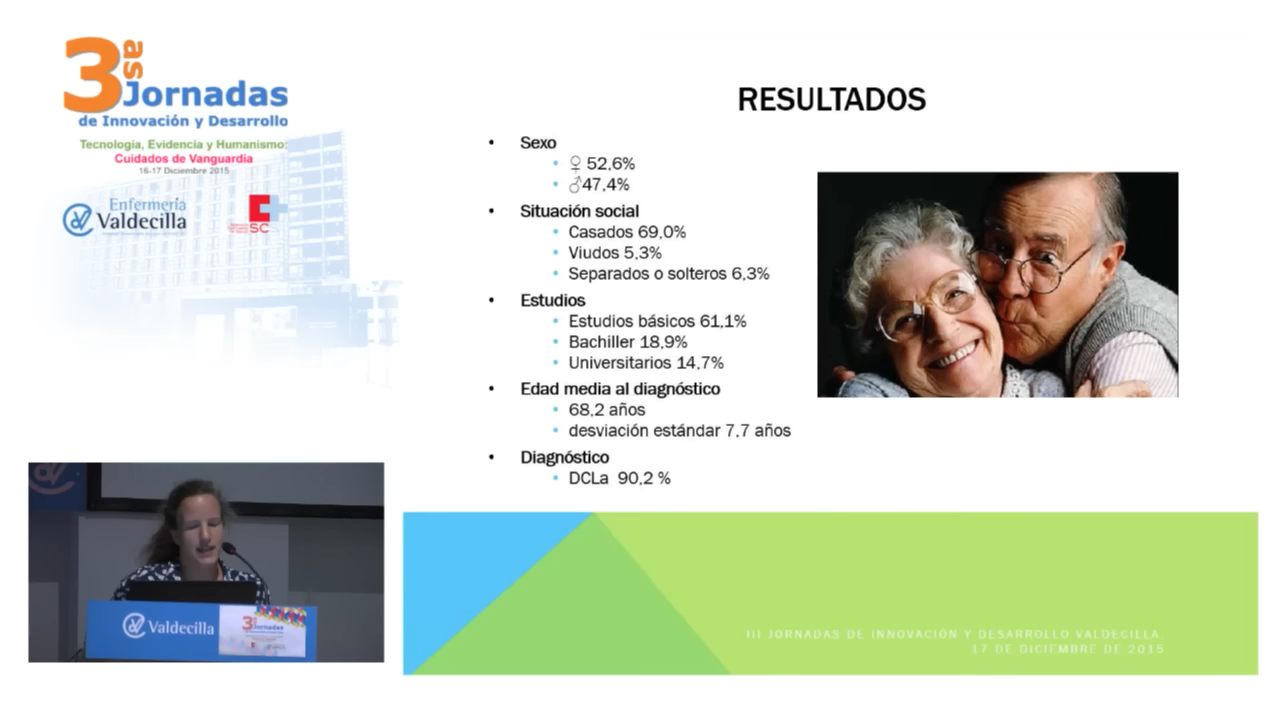 3as
Jornadas
de Innovación y Desarrollo
Tecnología, Evidencia y Humanismo:
Cuidados de Vanguardia
16-17 Diciembre 2015
Enfermería
Valdecilla
SC
RESULTADOS
• Sexo
• ♀ 52,6%
• ♂47,4%
• Situación social
• Casados 69,0%
• Viudos 5,3%
• Separados o solteros 6,3%
• Estudios
• Estudios básicos 61,1%
• Bachiller 18,9%
• Universitarios 14,7%
• Edad media al diagnóstico
• 68,2 años
• desviación estándar 7,7 años
• Diagnóstico
• DCLa 90,2 %
III JORNADAS DE INNOVACIÓN Y DESARROLLO VALDECILLA.
17 DE DICIEMBRE DE 2015
Valdecilla
3as
Jornadas